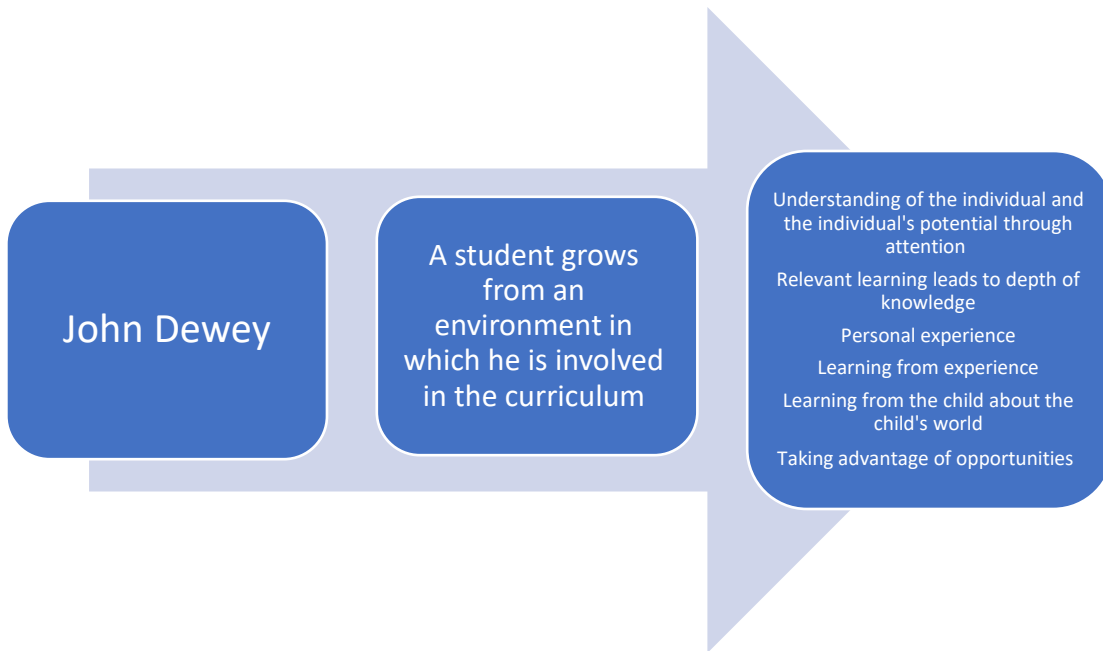 John Dewey
A student grows
from an
environment in
which he is involved
in the curriculum
Understanding of the individual and
the individual's potential through
attention
Relevant learning leads to depth of
knowledge
Personal experience
Learning from experience
Learning from the child about the
child's world
Taking advantage of opportunities